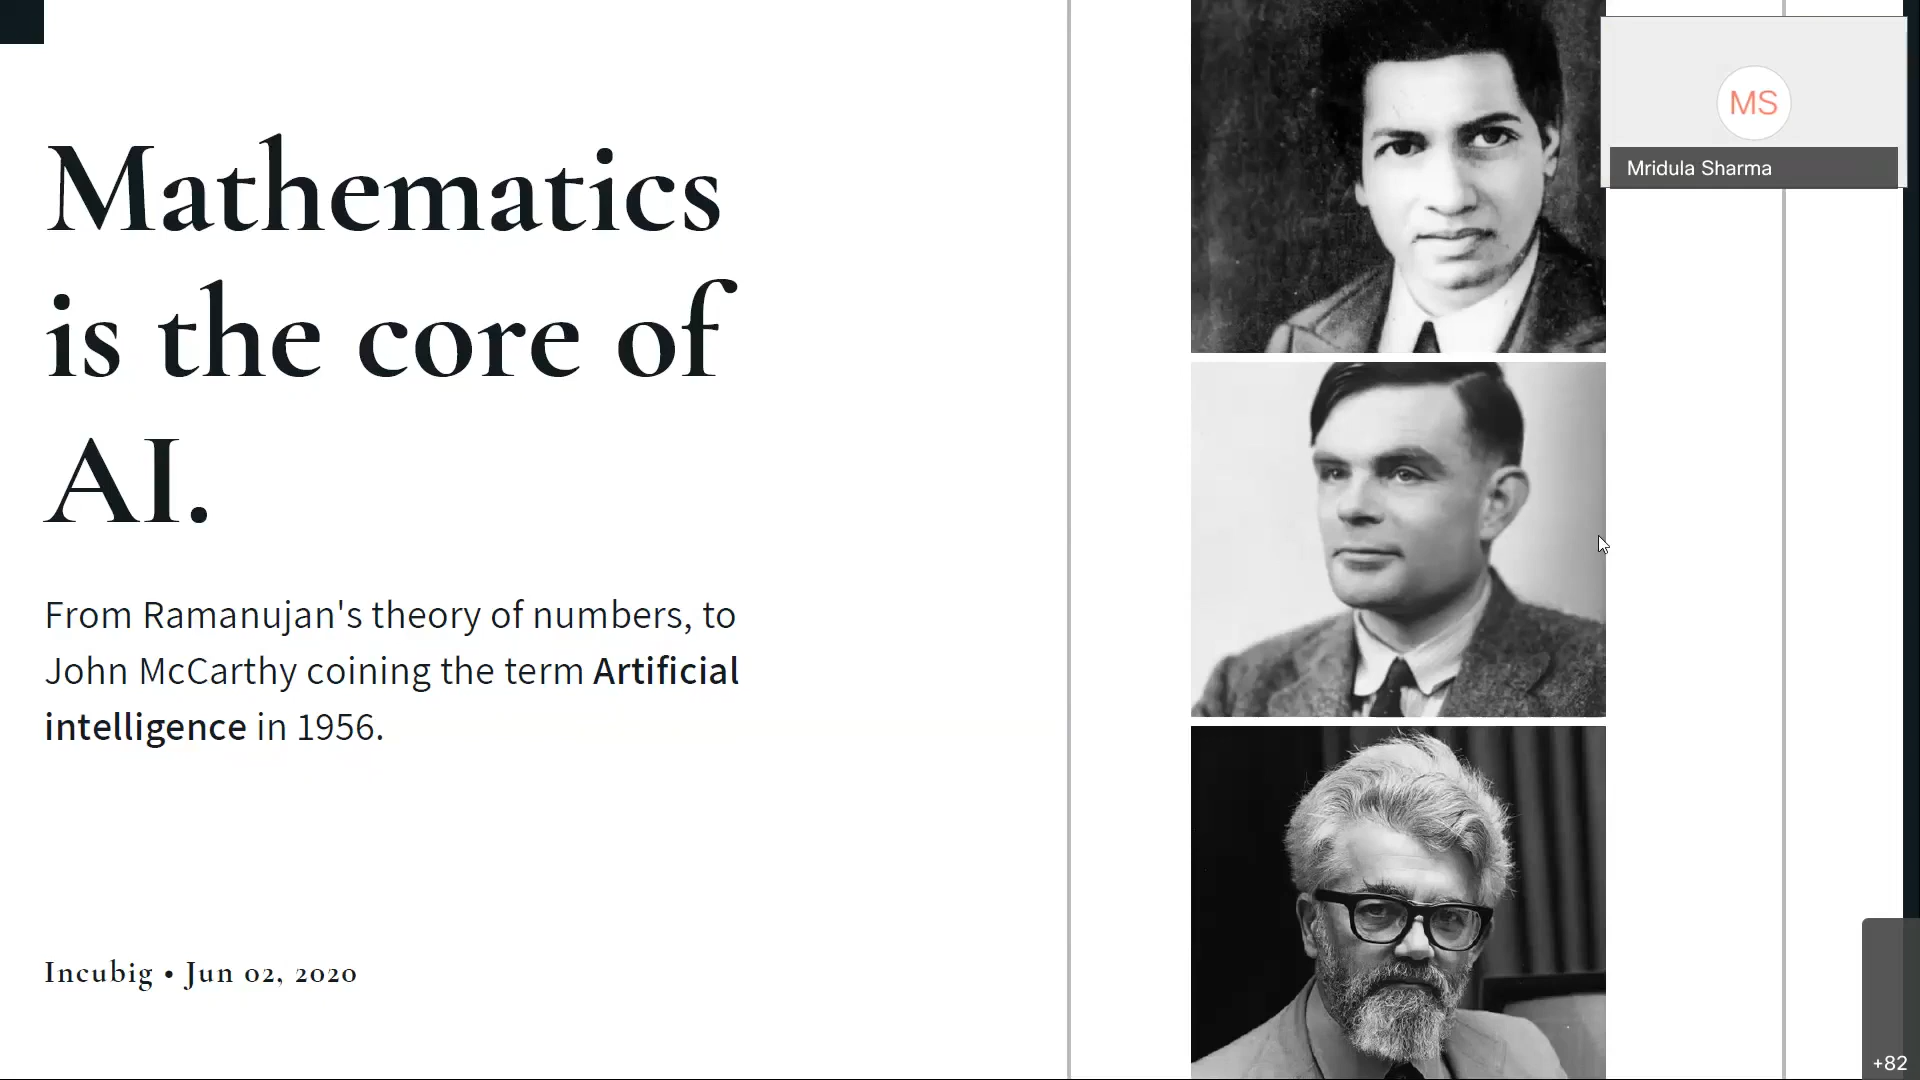 Mathematics
is the core of
AI.
From Ramanujan's theory of numbers, to
John McCarthy coining the term Artificial
intelligence in 1956.
Incubig • Jun 02, 2020
MS
Mridula Sharma
+82